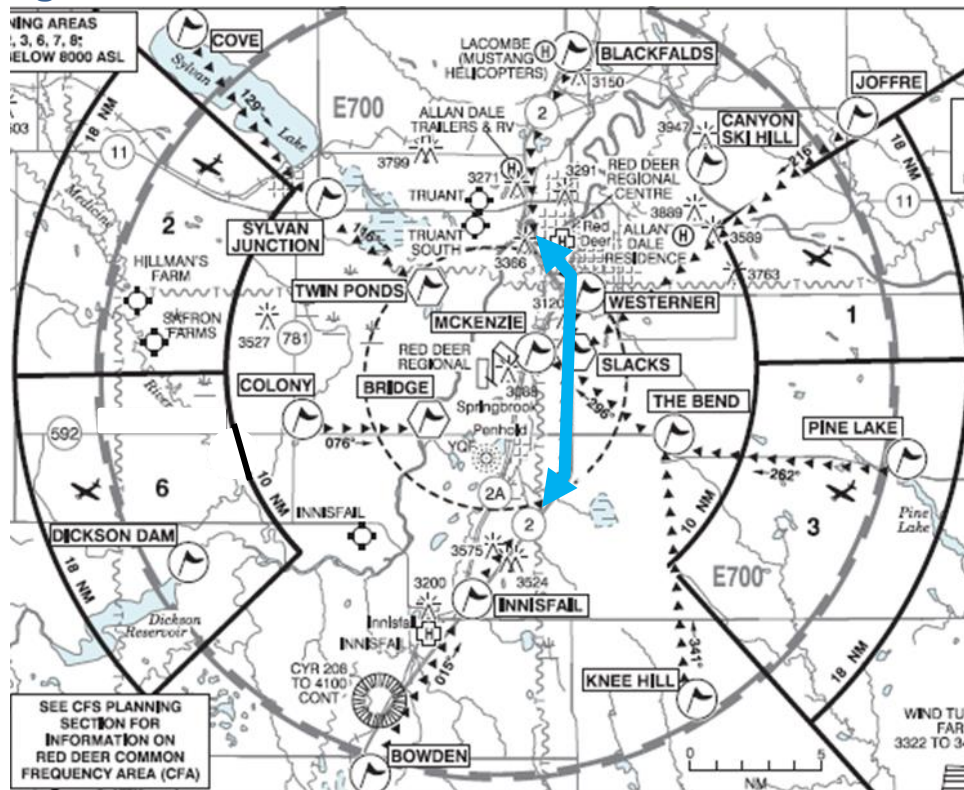 NING AREAS
, 3, 6, 7, 8;
BELOW 8000 ASL
COVE
Sylvan
Lake
129°
E700
LACOMBE
(MUSTANG
HELICOPTERS)
H
BLACKFALDS
3150
2
JOFFRE
603
18 NM
11
Medicine
ALLAN DALE
TRAILERS & RV
3799
3271
H
3291
CANYON
SKI HILL
3947
RED DEER
REGIONAL
CENTRE
216°
18 NM
11
2
SYLVAN
JUNCTION
116°
TRUANT
TRUANT
SOUTH
3366
H
Red
Deer
ALLAN
DALE
RESIDENCE
H
3889
3589
3763
HILLMAN'S
FARM
SAFRON
FARMS
River
3527
781
TWIN PONDS
3120
WESTERNER
1
MCKENZIE
RED DEER
REGIONAL
3088
SLACKS
COLONY
076°
BRIDGE
Springbrook
Penhold
YQF
296°
THE BEND
PINE LAKE
262°
Pine
Lake
592
6
10 NM
18 NM
2A
2
10 NM
3
18 NM
E700
DICKSON DAM
Dickson
Reservoir
INNISFAIL
3575
3524
3200
INNISFAIL
Innisfail
H
INNISFAIL
CYR 208
TO 4100
CONT
015°
341°
KNEE HILL
BOWDEN
SEE CFS PLANNING
SECTION FOR
INFORMATION ON
RED DEER COMMON
FREQUENCY AREA (CFA)
0
5
NM
WIND TU
FAR
3322 TO 34